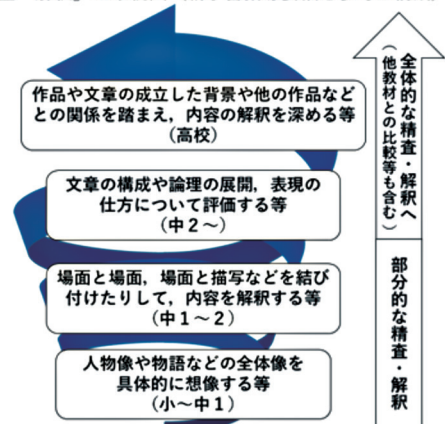 作品や文章の成立した背景や他の作品など
との関係を踏まえ，内容の解釈を深める等
（高校）
文章の構成や論理の展開，表現の
仕方について評価する等
（中２～）
場面と場面，場面と描写などを結び
付けたりして，内容を解釈する等
（中１～２）
人物像や物語などの全体像を
具体的に想像する等
（小～中１）
全体的な精査・解釈へ
（他教材との比較等も含む）
部分的な精査・解釈